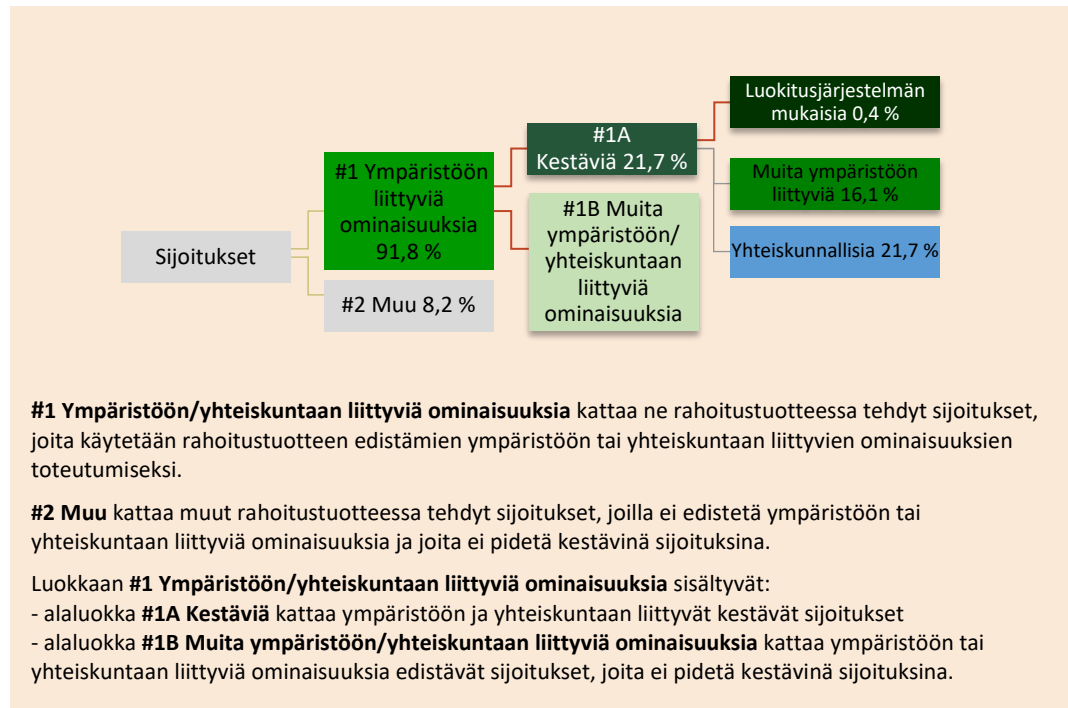 Sijoitukset
#1 Ympäristöön
liittyviä
ominaisuuksia
91,8 %
#2 Muu 8,2 %
#1A
Kestäviä 21,7 %
#1B Muita
ympäristöön/
yhteiskuntaan
liittyviä
ominaisuuksia
Luokitusjärjestelmän
mukaisia 0,4 %
Muita ympäristöön
liittyviä 16,1 %
Yhteiskunnallisia 21,7 %
#1 Ympäristöön/yhteiskuntaan liittyviä ominaisuuksia kattaa ne rahoitustuotteessa tehdyt sijoitukset,
joita käytetään rahoitustuotteen edistämien ympäristöön tai yhteiskuntaan liittyvien ominaisuuksien
toteutumiseksi.
#2 Muu kattaa muut rahoitustuotteessa tehdyt sijoitukset, joilla ei edistetä ympäristöön tai
yhteiskuntaan liittyviä ominaisuuksia ja joita ei pidetä kestävinä sijoituksina.
Luokkaan #1 Ympäristöön/yhteiskuntaan liittyviä ominaisuuksia sisältyvät:
- alaluokka #1A Kestäviä kattaa ympäristöön ja yhteiskuntaan liittyvät kestävät sijoitukset
- alaluokka #1B Muita ympäristöön/yhteiskuntaan liittyviä ominaisuuksia kattaa ympäristöön tai
yhteiskuntaan liittyviä ominaisuuksia edistävät sijoitukset, joita ei pidetä kestävinä sijoituksina.